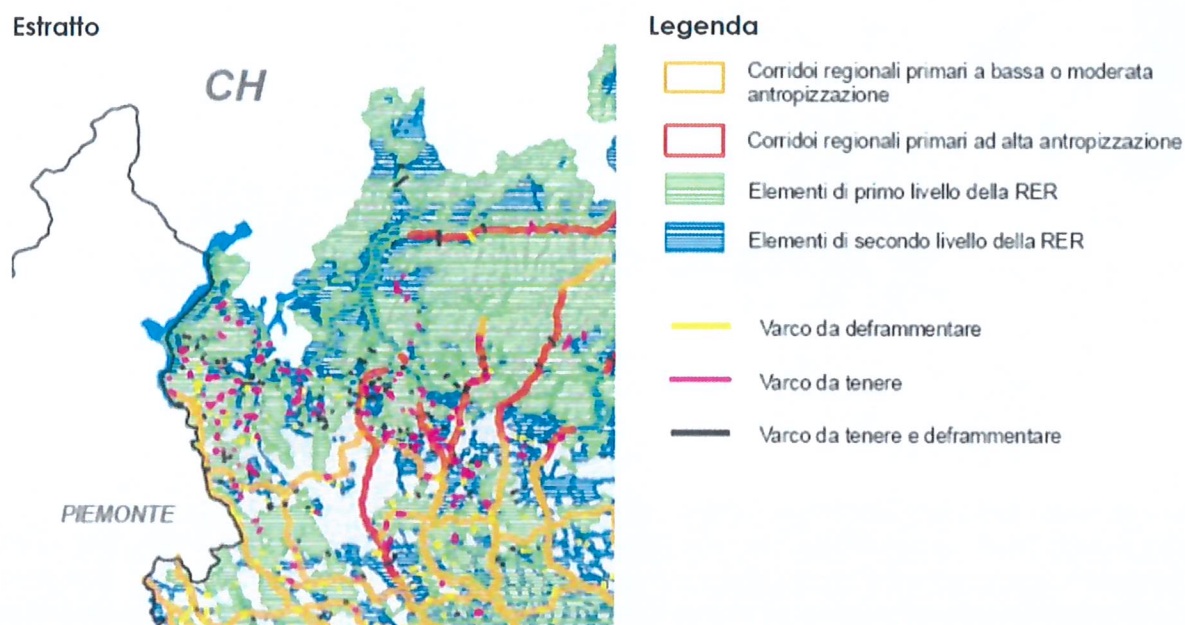 Estratto
CH
PIEMONTE
Legenda
Corridoi regionali primari a bassa o moderata
antropizzazione
Corridoi regionali primari ad alta antropizzazione
Elementi di primo livello della RER
Elementi di secondo livello della RER
Varco da deframmentare
Varco da tenere
Varco da tenere e deframmentare